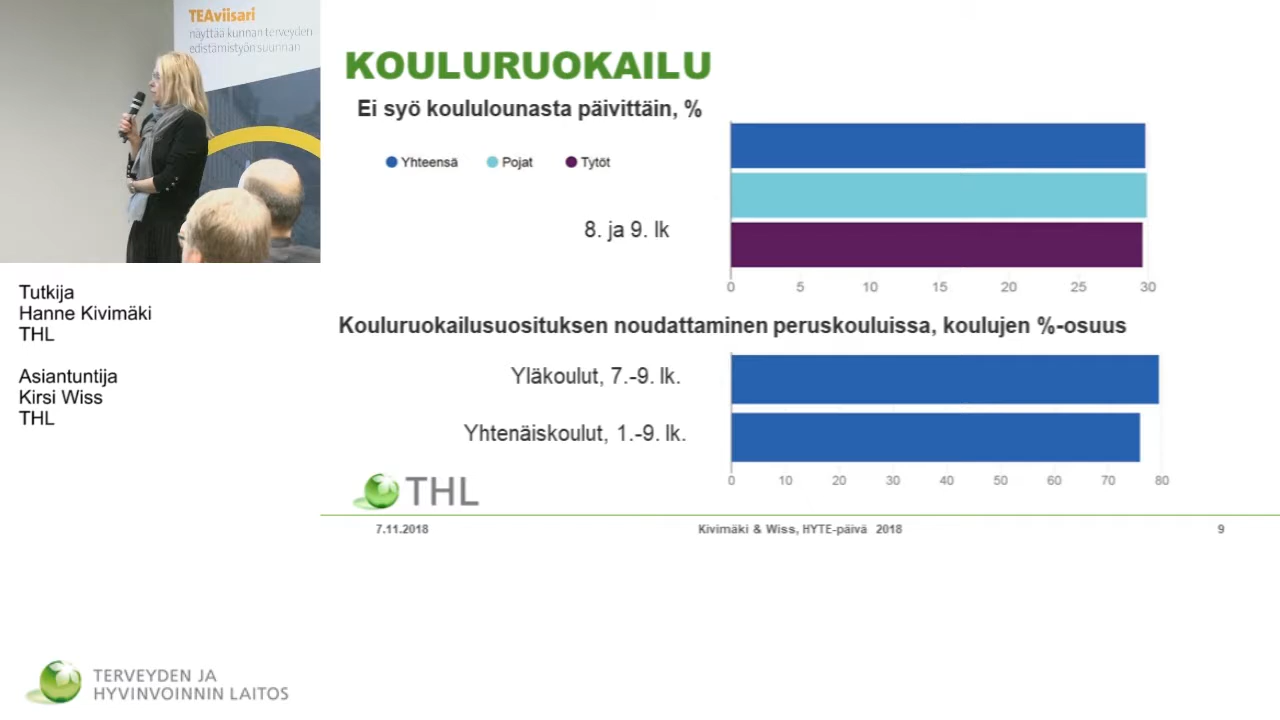 TEAviisari
näyttää kunnan terveyden
edistämistyön suunnan
KOULURUOKAILU
Ei syö koululounasta päivittäin, %
Yhteensä Pojat Tytöt
8. ja 9. lk
0 5 10 15 20 25 30
Kouluruokailusuosituksen noudattaminen peruskouluissa, koulujen %-osuus
Yläkoulut, 7.-9. lk.
Yhtenäiskoulut, 1.-9. lk.
0 10 20 30 40 50 60 70 80
THL
7.11.2018 Kivimäki & Wiss, HYTE-päivä 2018 9
Tutkija
Hanne Kivimäki
THL
Asiantuntija
Kirsi Wiss
THL
TERVEYDEN JA
HYVINVOINNIN LAITOS